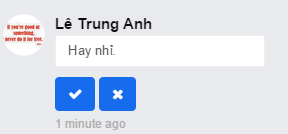 If you're good at
something,
never do it for free.
Lê Trung Anh
Hay nhỉ.
1 minute ago